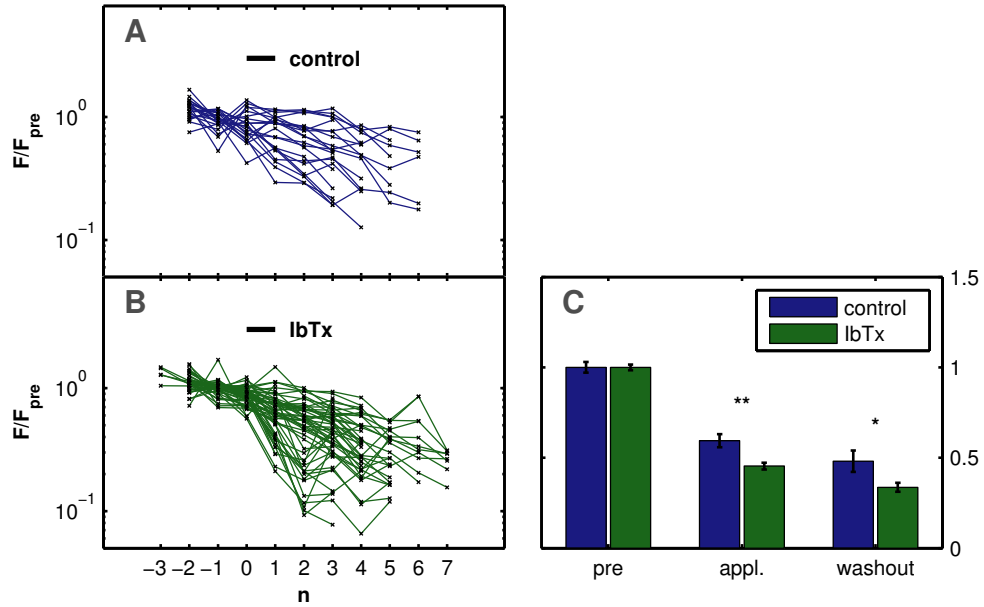 A
control
10^0
10^-1
F/F_pre
B
IbTx
10^0
10^-1
F/F_pre
−3 −2 −1 0 1 2 3 4 5 6 7
n
C
control
IbTx
1.5
1
0.5
0
**
*
pre appl. washout